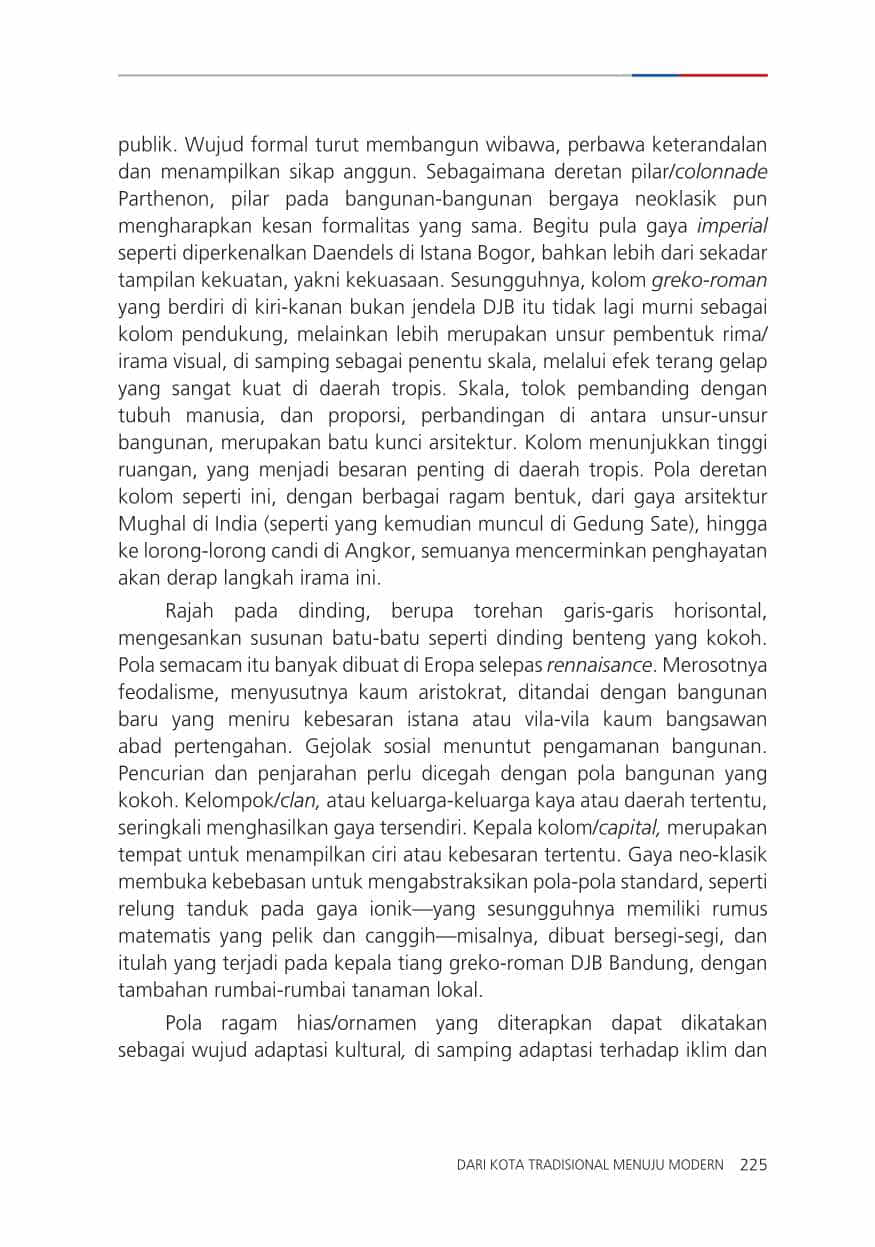 publik. Wujud formal turut membangun wibawa, perbawa keterandalan
dan menampilkan sikap anggun. Sebagaimana deretan pilar/colonnade
Parthenon, pilar pada bangunan-bangunan bergaya neoklasik pun
mengharapkan kesan formalitas yang sama. Begitu pula gaya imperial
seperti diperkenalkan Daendels di Istana Bogor, bahkan lebih dari sekadar
tampilan kekuatan, yakni kekuasaan. Sesungguhnya, kolom greko-roman
yang berdiri di kiri-kanan bukan jendela DJB itu tidak lagi murni sebagai
kolom pendukung, melainkan lebih merupakan unsur pembentuk rima/
irama visual, di samping sebagai penentu skala, melalui efek terang gelap
yang sangat kuat di daerah tropis. Skala, tolok pembanding dengan
tubuh manusia, dan proporsi, perbandingan di antara unsur-unsur
bangunan, merupakan batu kunci arsitektur. Kolom menunjukkan tinggi
ruangan, yang menjadi besaran penting di daerah tropis. Pola deretan
kolom seperti ini, dengan berbagai ragam bentuk, dari gaya arsitektur
Mughal di India (seperti yang kemudian muncul di Gedung Sate), hingga
ke lorong-lorong candi di Angkor, semuanya mencerminkan penghayatan
akan derap langkah irama ini.
Rajah pada dinding, berupa torehan garis-garis horisontal,
mengesankan susunan batu-batu seperti dinding benteng yang kokoh.
Pola semacam itu banyak dibuat di Eropa selepas rennaisance. Merosotnya
feodalisme, menyusutnya kaum aristokrat, ditandai dengan bangunan
baru yang meniru kebesaran istana atau vila-vila kaum bangsawan
abad pertengahan. Gejolak sosial menuntut pengamanan bangunan.
Pencurian dan penjarahan perlu dicegah dengan pola bangunan yang
kokoh. Kelompok/clan, atau keluarga-keluarga kaya atau daerah tertentu,
seringkali menghasilkan gaya tersendiri. Kepala kolom/capital, merupakan
tempat untuk menampilkan ciri atau kebesaran tertentu. Gaya neo-klasik
membuka kebebasan untuk mengabstraksikan pola-pola standard, seperti
relung tanduk pada gaya ionik—yang sesungguhnya memiliki rumus
matematis yang pelik dan canggih—misalnya, dibuat bersegi-segi, dan
itulah yang terjadi pada kepala tiang greko-roman DJB Bandung, dengan
tambahan rumbai-rumbai tanaman lokal.
Pola ragam hias/ornamen yang diterapkan dapat dikatakan
sebagai wujud adaptasi kultural, di samping adaptasi terhadap iklim dan
DARI KOTA TRADISIONAL MENUJU MODERN 225